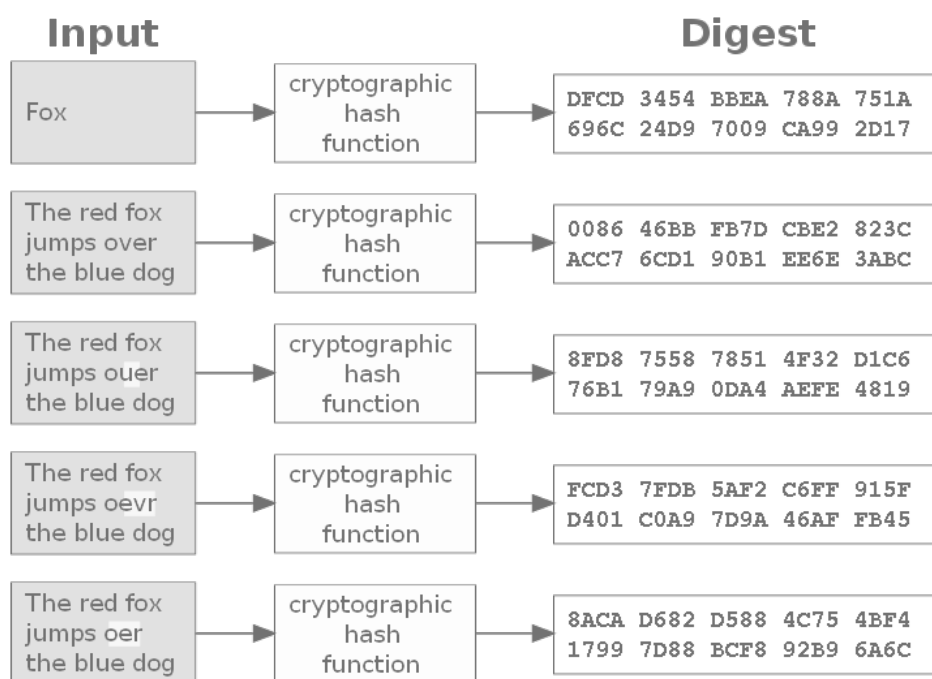 Input Digest
Fox
cryptographic
hash
function
DFCD 3454 BBEA 788A 751A
696C 24D9 7009 CA99 2D17
The red fox
jumps over
the blue dog
cryptographic
hash
function
0086 46BB FB7D CBE2 823C
ACC7 6CD1 90B1 EE6E 3ABC
The red fox
jumps ouer
the blue dog
cryptographic
hash
function
8FD8 7558 7851 4F32 D1C6
76B1 79A9 0DA4 AEFE 4819
The red fox
jumps oevr
the blue dog
cryptographic
hash
function
FCD3 7FDB 5AF2 C6FF 915F
D401 C0A9 7D9A 46AF FB45
The red fox
jumps oer
the blue dog
cryptographic
hash
function
8ACA D682 D588 4C75 4BF4
1799 7D88 BCF8 92B9 6A6C